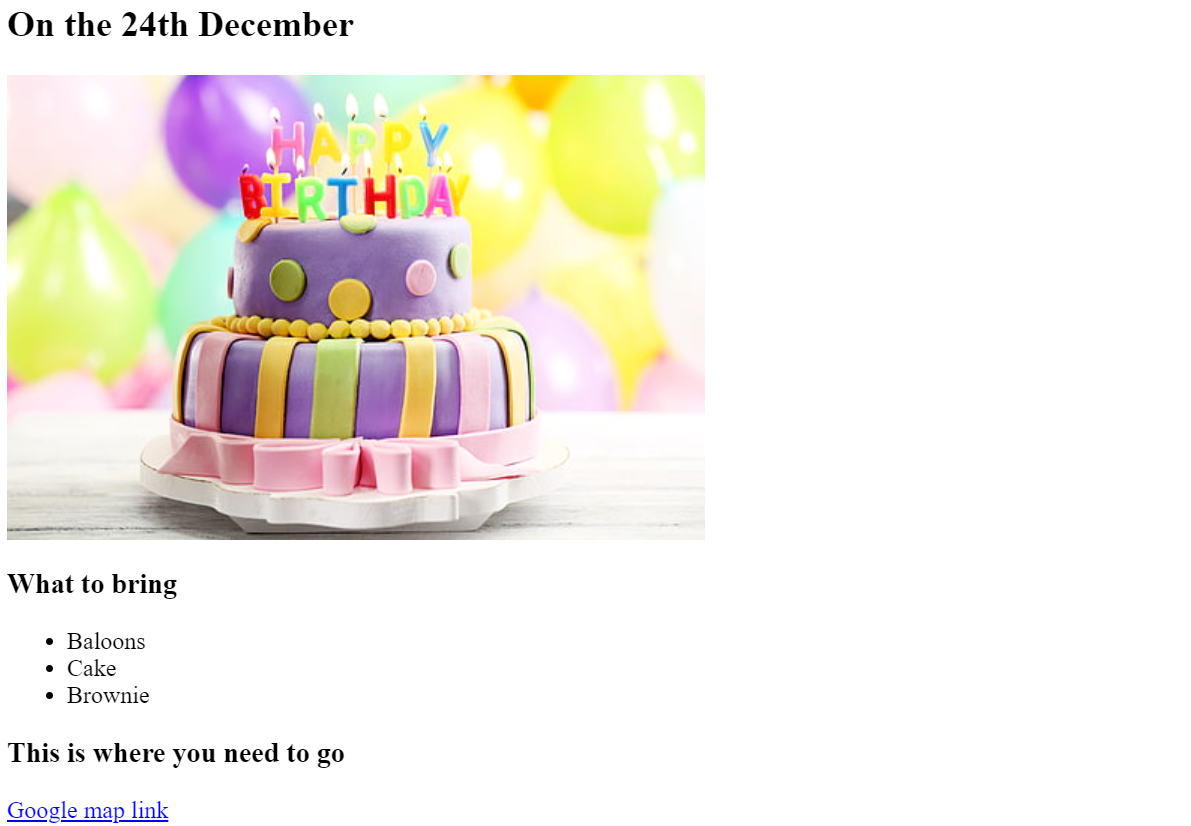 On the 24th December
HAPPY
BIRTHDAY
What to bring
Baloons
Cake
Brownie
This is where you need to go
Google map link